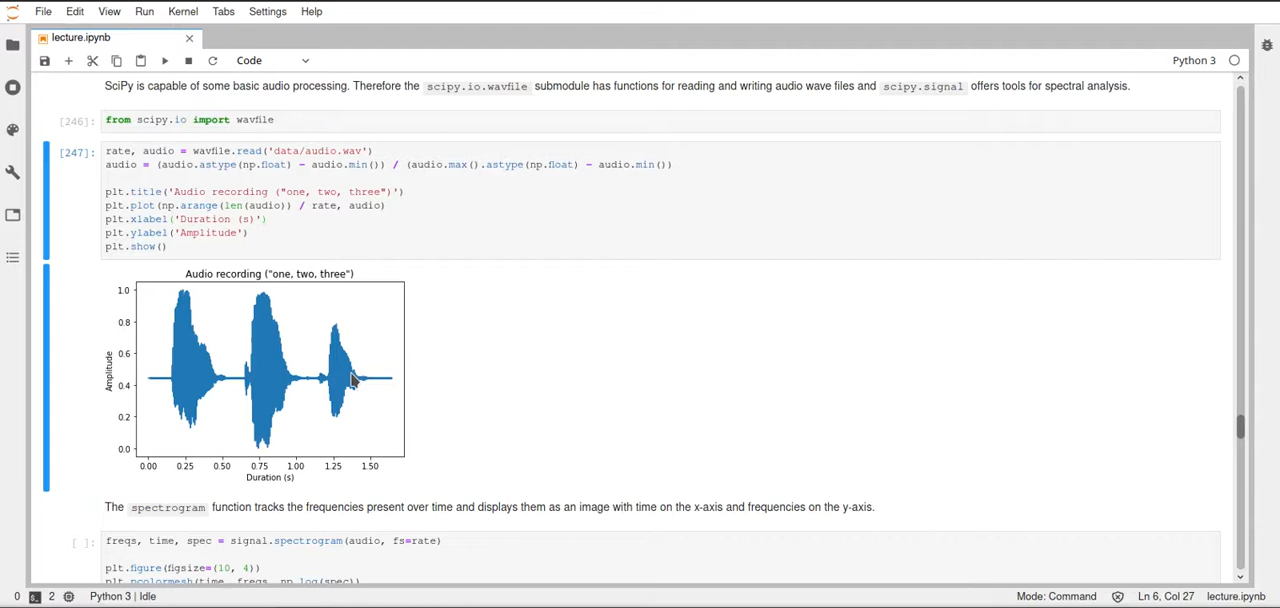 File Edit View Run Kernel Tabs Settings Help
lecture.ipynb
Code
Python 3
SciPy is capable of some basic audio processing. Therefore the scipy.io.wavfile submodule has functions for reading and writing audio wave files and scipy.signal offers tools for spectral analysis.
[246]: from scipy.io import wavfile
[247]: rate, audio = wavfile.read('data/audio.wav')
audio = (audio.astype(np.float) - audio.min()) / (audio.max().astype(np.float) - audio.min())
plt.title('Audio recording ("one, two, three")')
plt.plot(np.arange(len(audio)) / rate, audio)
plt.xlabel('Duration (s)')
plt.ylabel('Amplitude')
plt.show()
Audio recording ("one, two, three")
1.0
0.8
0.6
0.4
0.2
0.0
Amplitude
0.00 0.25 0.50 0.75 1.00 1.25 1.50
Duration (s)
The spectrogram function tracks the frequencies present over time and displays them as an image with time on the x-axis and frequencies on the y-axis.
[ ]: freqs, time, spec = signal.spectrogram(audio, fs=rate)
plt.figure(figsize=(10, 4))
plt.pcolormesh(time, freqs, np.log(spec))
0 2 Python 3 | Idle Mode: Command Ln 6, Col 27 lecture.ipynb